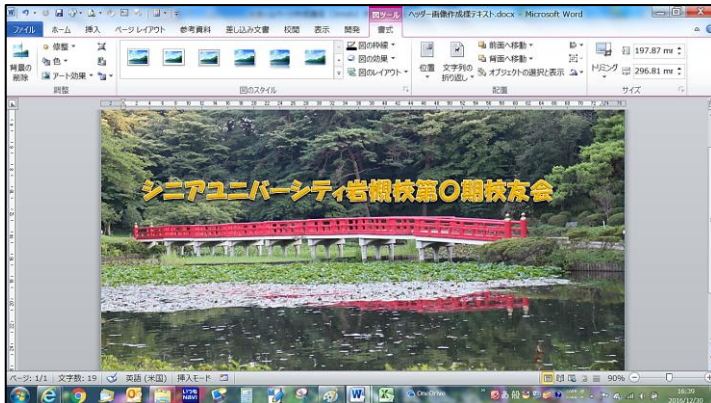 図ツール ヘッダー画像作成様テキスト.docx - Microsoft Word
ファイル ホーム 挿入 ページレイアウト 参考資料 差し込み文書 校閲 表示 開発 書式
背景の削除 修整 色 アート効果
図の枠線 図の効果 図のレイアウト
位置 文字列の折り返し 前面へ移動 背面へ移動 オブジェクトの選択と表示
トリミング 197.87 mm 296.81 mm
調整 図のスタイル 配置 サイズ
シニアユニバーシティ岩槻校第〇期校友会
ページ: 1/1 文字数: 19 英語 (米国) 挿入モード 90%
いつも NAVI OneDrive 般 16:39
2016/12/10